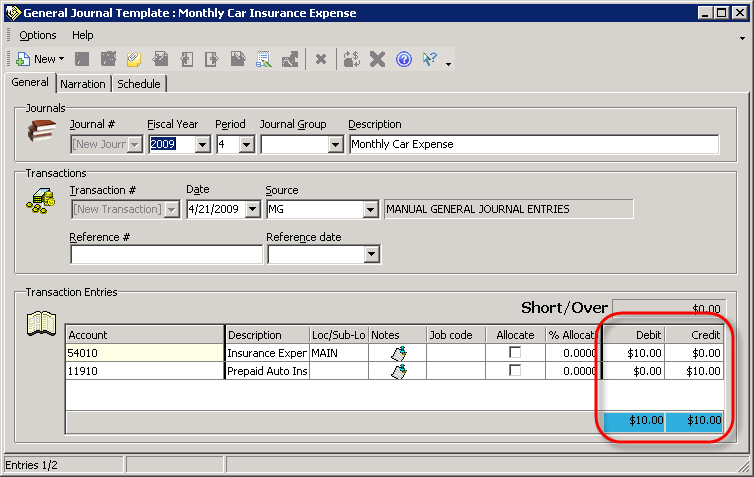 General Journal Template : Monthly Car Insurance Expense
Options Help
New
General Narration Schedule
Journals
Journal # Fiscal Year Period Journal Group Description
[New Journ 2009 4 Monthly Car Expense
Transactions
Transaction # Date Source
[New Transaction] 4/21/2009 MG MANUAL GENERAL JOURNAL ENTRIES
Reference # Reference date
Transaction Entries
Short/Over $0.00
Account Description Loc/Sub-Lo Notes Job code Allocate % Allocate Debit Credit
54010 Insurance Exper MAIN 0.0000 $10.00 $0.00
11910 Prepaid Auto Ins 0.0000 $0.00 $10.00
$10.00 $10.00
Entries 1/2